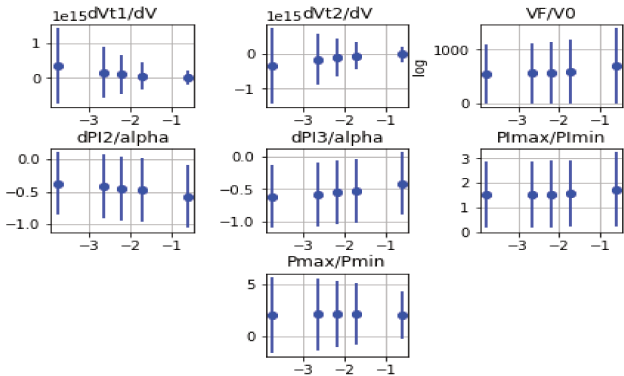 1e15 dVt1/dV
1
0
−3 −2 −1
1e15 dVt2/dV
0
−1
−3 −2 −1
VF/V0
log
1000
0
−3 −2 −1
dPI2/alpha
0.0
−0.5
−1.0
−3 −2 −1
dPI3/alpha
0.0
−0.5
−1.0
−3 −2 −1
PImax/PImin
3
2
1
0
−3 −2 −1
Pmax/Pmin
5
0
−3 −2 −1